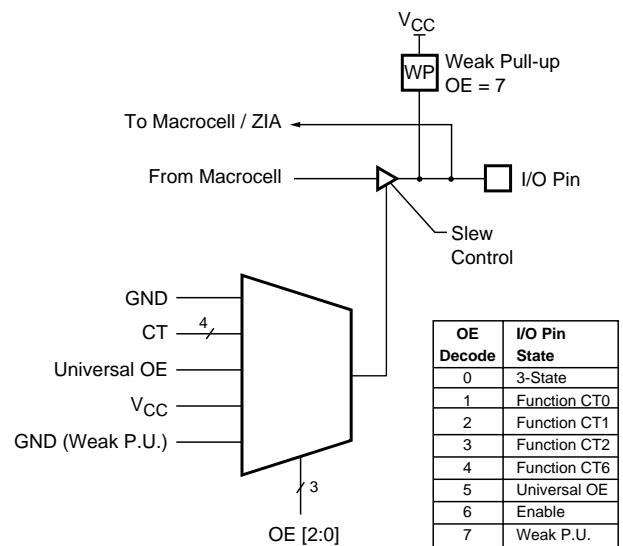 VCC
WP
Weak Pull-up
OE = 7
To Macrocell / ZIA
From Macrocell
I/O Pin
Slew
Control
GND
CT
4
Universal OE
VCC
GND (Weak P.U.)
3
OE [2:0]
OE Decode I/O Pin State
0 3-State
1 Function CT0
2 Function CT1
3 Function CT2
4 Function CT6
5 Universal OE
6 Enable
7 Weak P.U.